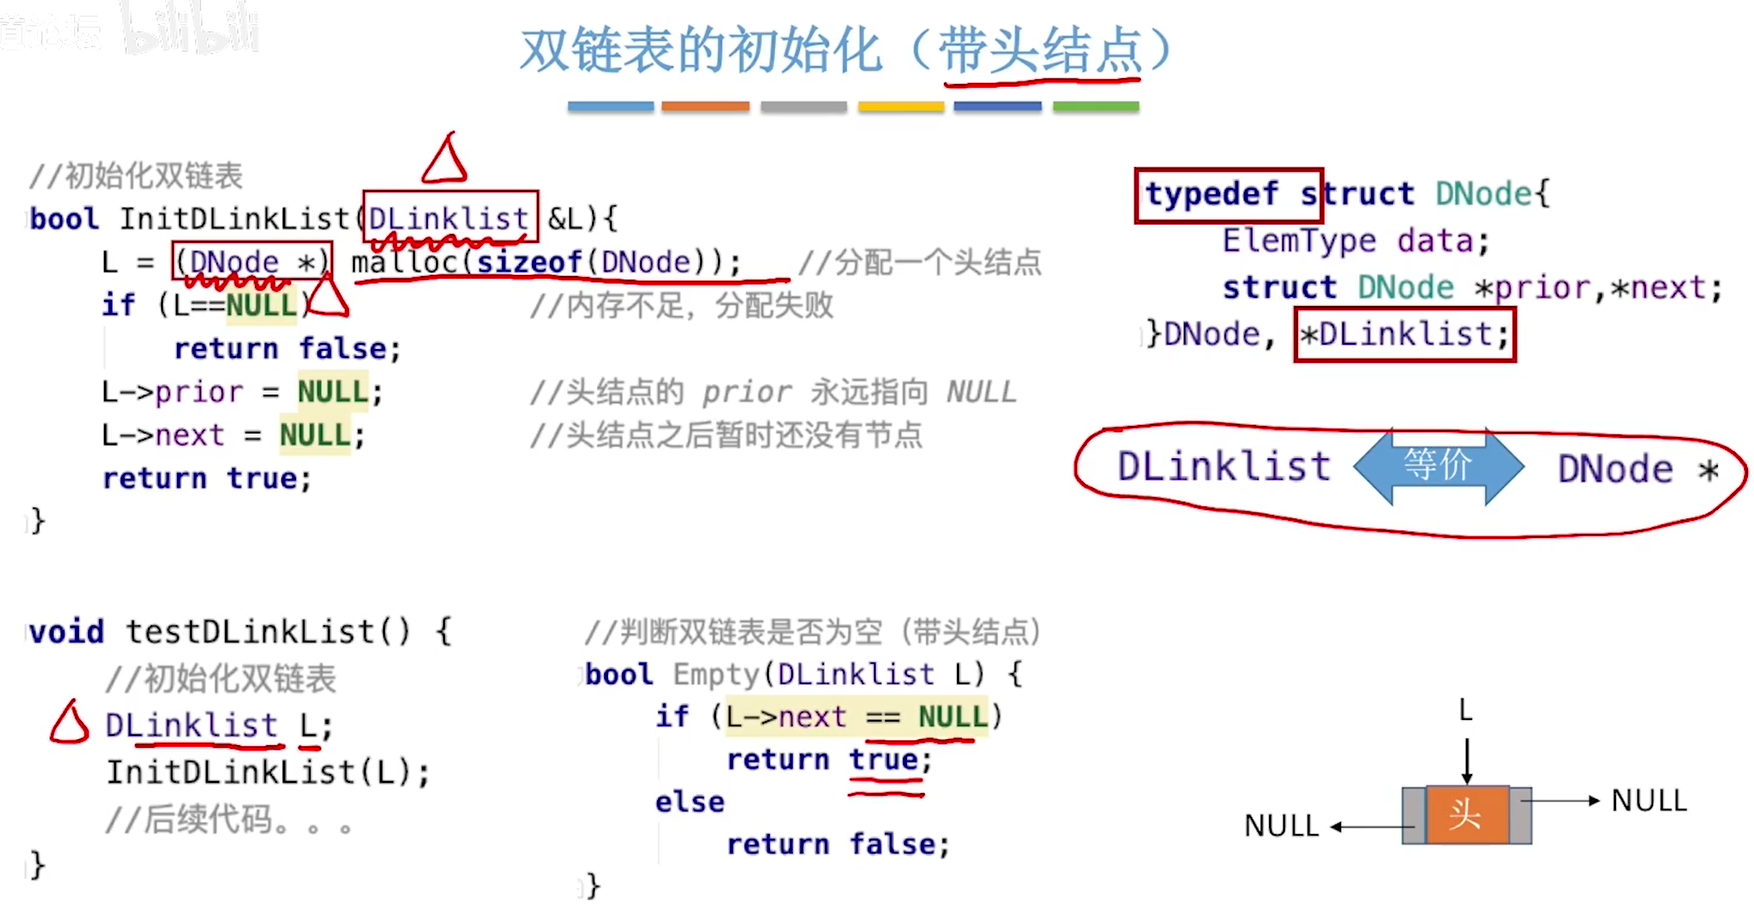 bilibili
双链表的初始化（带头结点）
//初始化双链表
bool InitDLinkList(DLinklist &L){
L = (DNode *) malloc(sizeof(DNode)); //分配一个头结点
if (L==NULL) //内存不足，分配失败
return false;
L->prior = NULL; //头结点的 prior 永远指向 NULL
L->next = NULL; //头结点之后暂时还没有节点
return true;
}
typedef struct DNode{
ElemType data;
struct DNode *prior,*next;
}DNode, *DLinklist;
DLinklist 等价 DNode *
void testDLinkList() {
//初始化双链表
DLinklist L;
InitDLinkList(L);
//后续代码。。。
}
//判断双链表是否为空（带头结点）
bool Empty(DLinklist L) {
if (L->next == NULL)
return true;
else
return false;
}
L
头
NULL
NULL